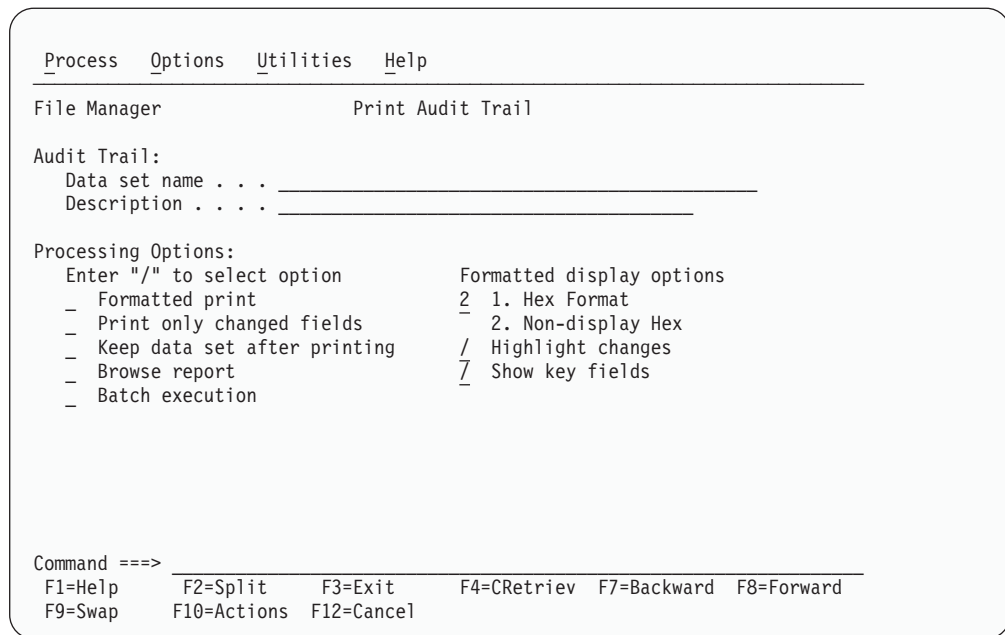 Process   Options   Utilities   Help
File Manager                  Print Audit Trail
Audit Trail:
Data set name . . . _____________________________________________
Description . . . . _______________________________________
Processing Options:
Enter "/" to select option           Formatted display options
_  Formatted print                   2  1. Hex Format
_  Print only changed fields            2. Non-display Hex
_  Keep data set after printing      /  Highlight changes
_  Browse report                     /  Show key fields
_  Batch execution
Command ===> _________________________________________________________________
F1=Help      F2=Split     F3=Exit      F4=CRetriev  F7=Backward  F8=Forward
F9=Swap     F10=Actions  F12=Cancel